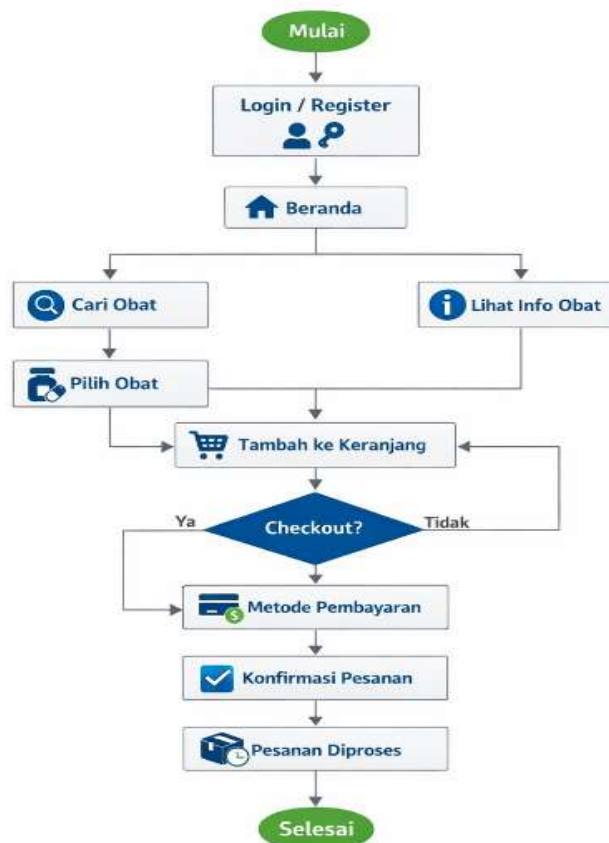 Mulai
Login / Register
Beranda
Cari Obat
Lihat Info Obat
Pilih Obat
Tambah ke Keranjang
Ya
Checkout?
Tidak
Metode Pembayaran
$
Konfirmasi Pesanan
Pesanan Diproses
Selesai